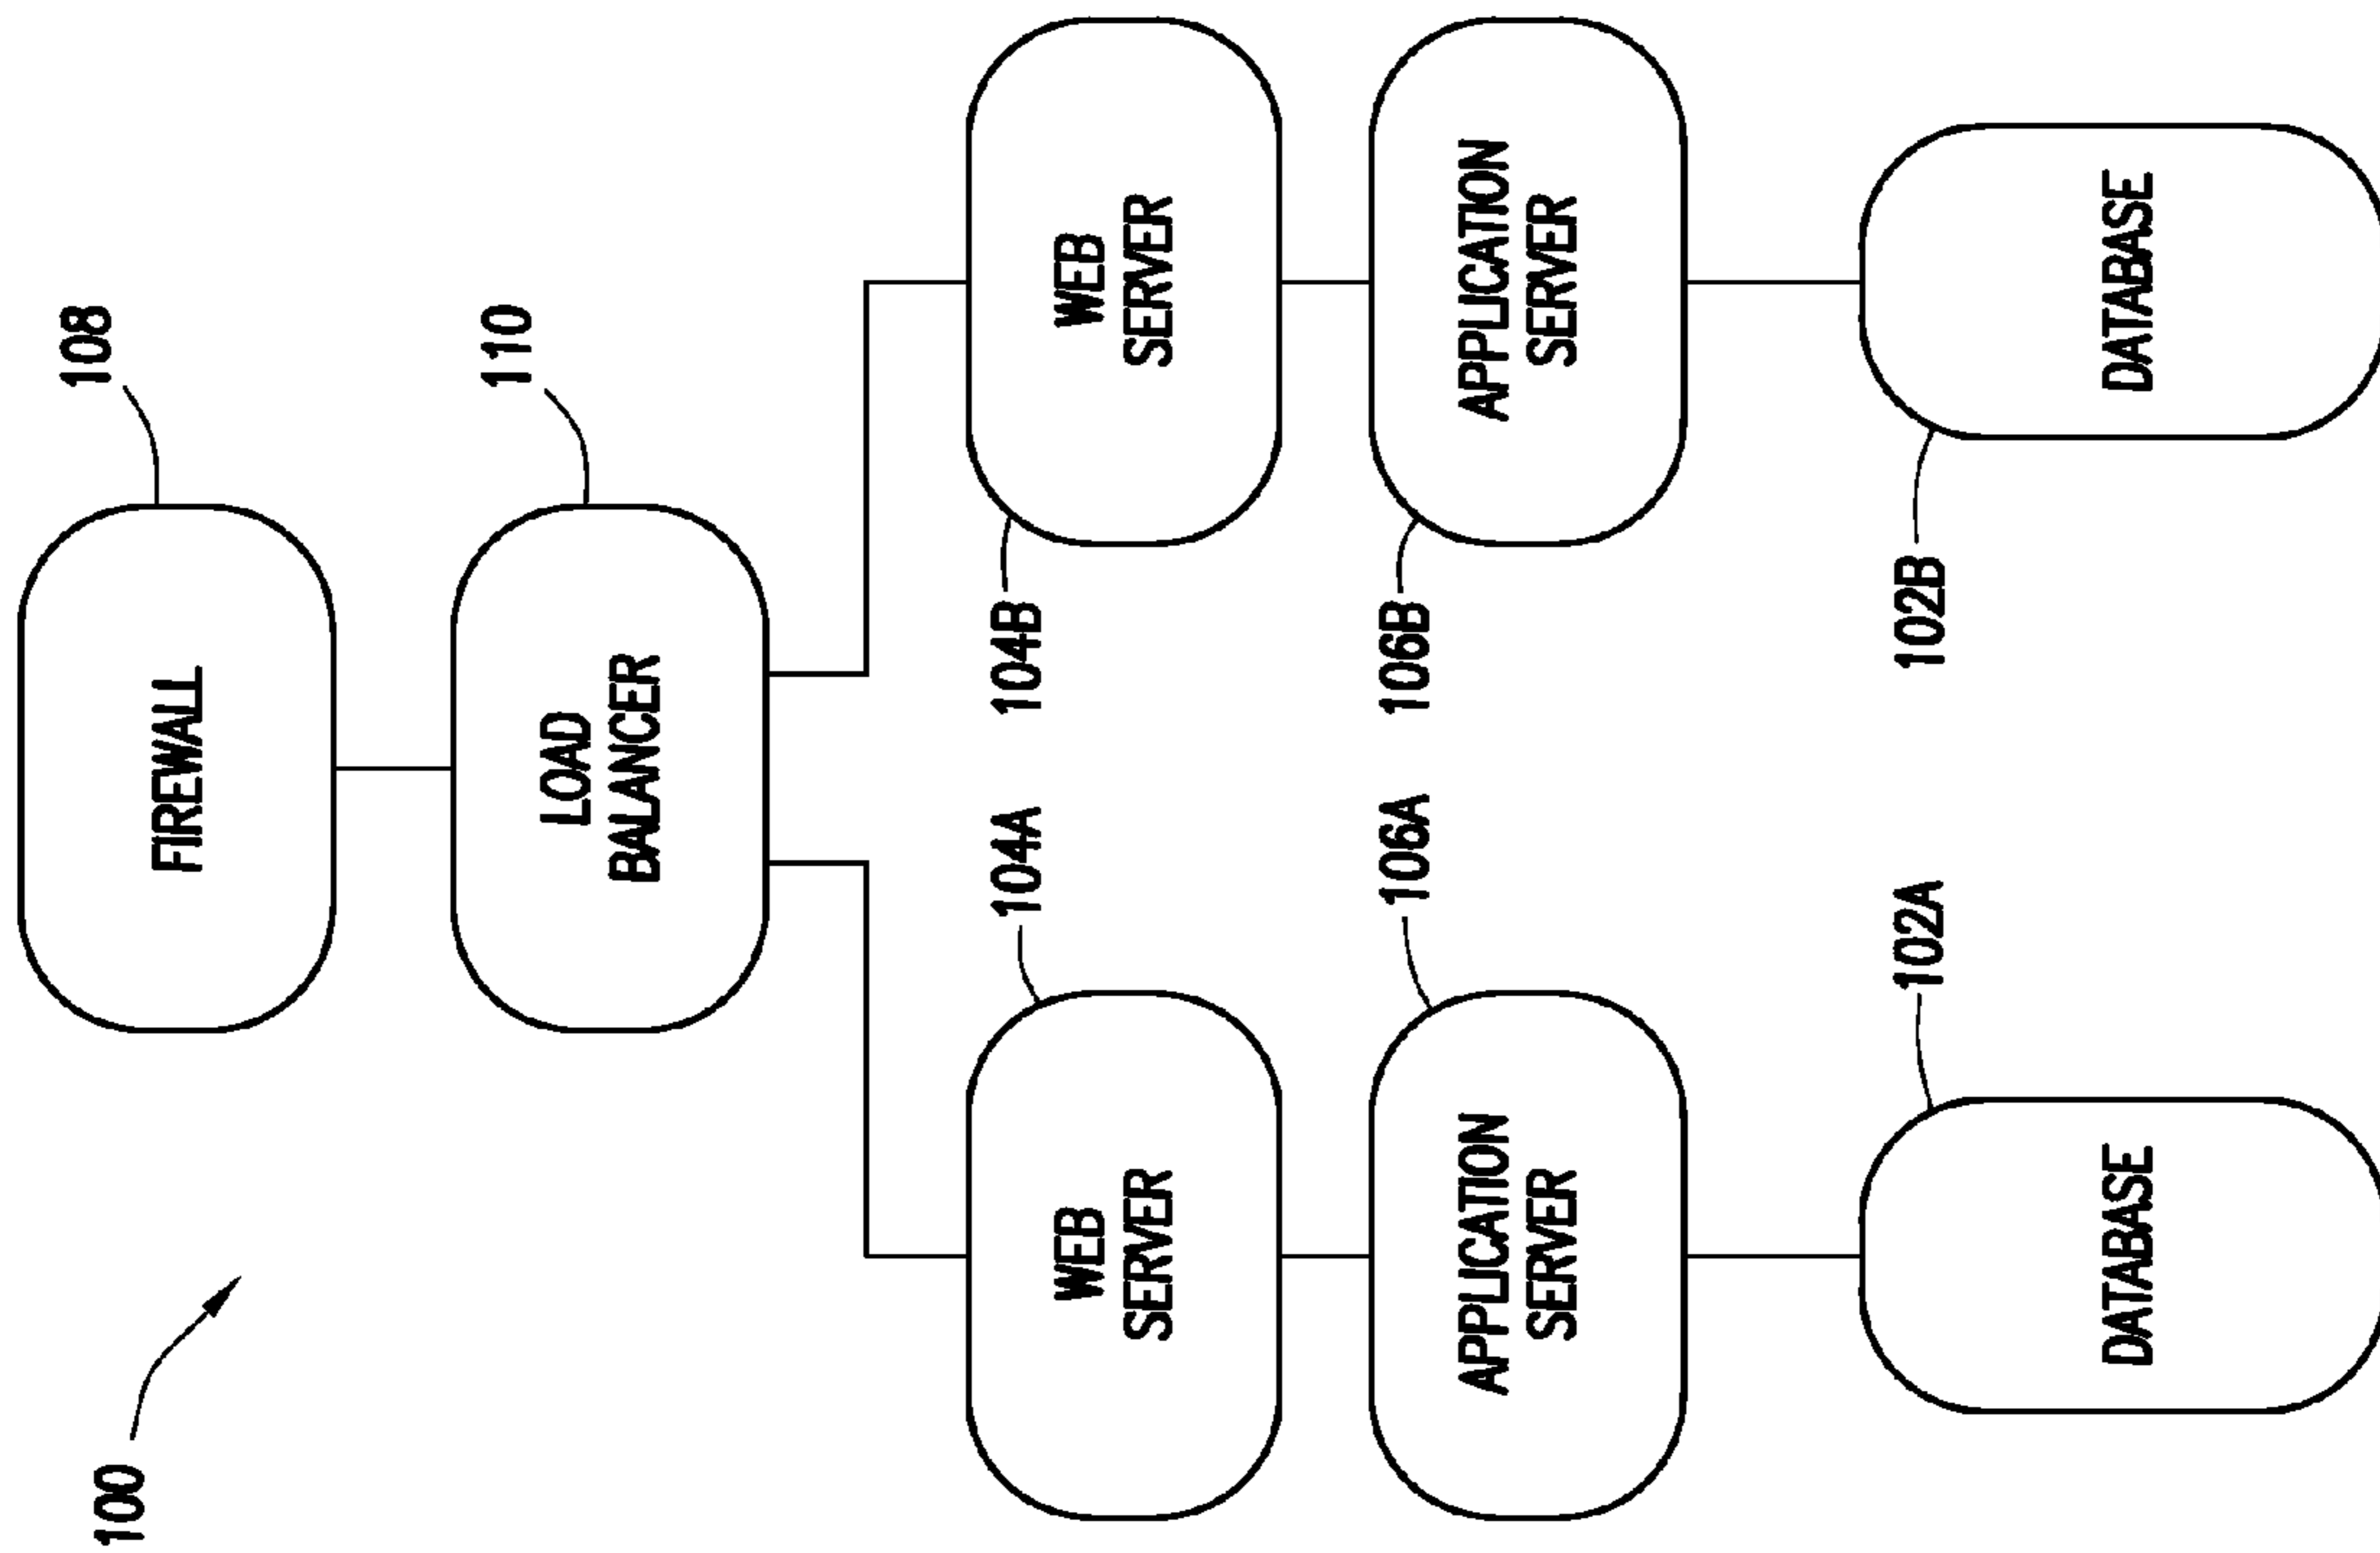 100
108
FIREWALL
110
LOAD
BALANCER
104A
104B
WEB
SERVER
WEB
SERVER
106A
106B
APPLICATION
SERVER
APPLICATION
SERVER
102A
102B
DATABASE
DATABASE